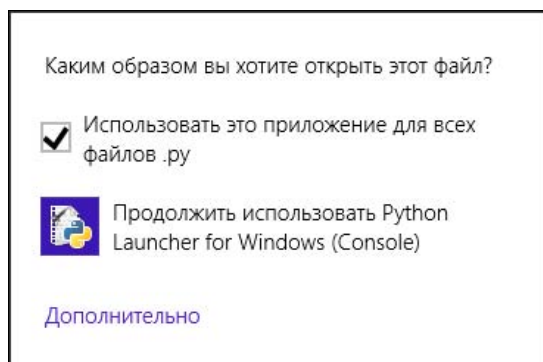 Каким образом вы хотите открыть этот файл?
Использовать это приложение для всех
файлов .py
Продолжить использовать Python
Launcher for Windows (Console)
Дополнительно